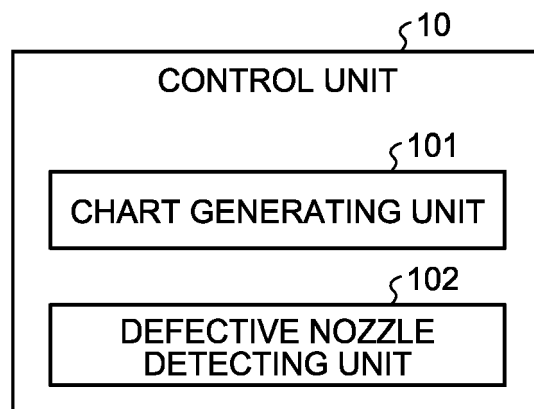 10
CONTROL UNIT
101
CHART GENERATING UNIT
102
DEFECTIVE NOZZLE
DETECTING UNIT